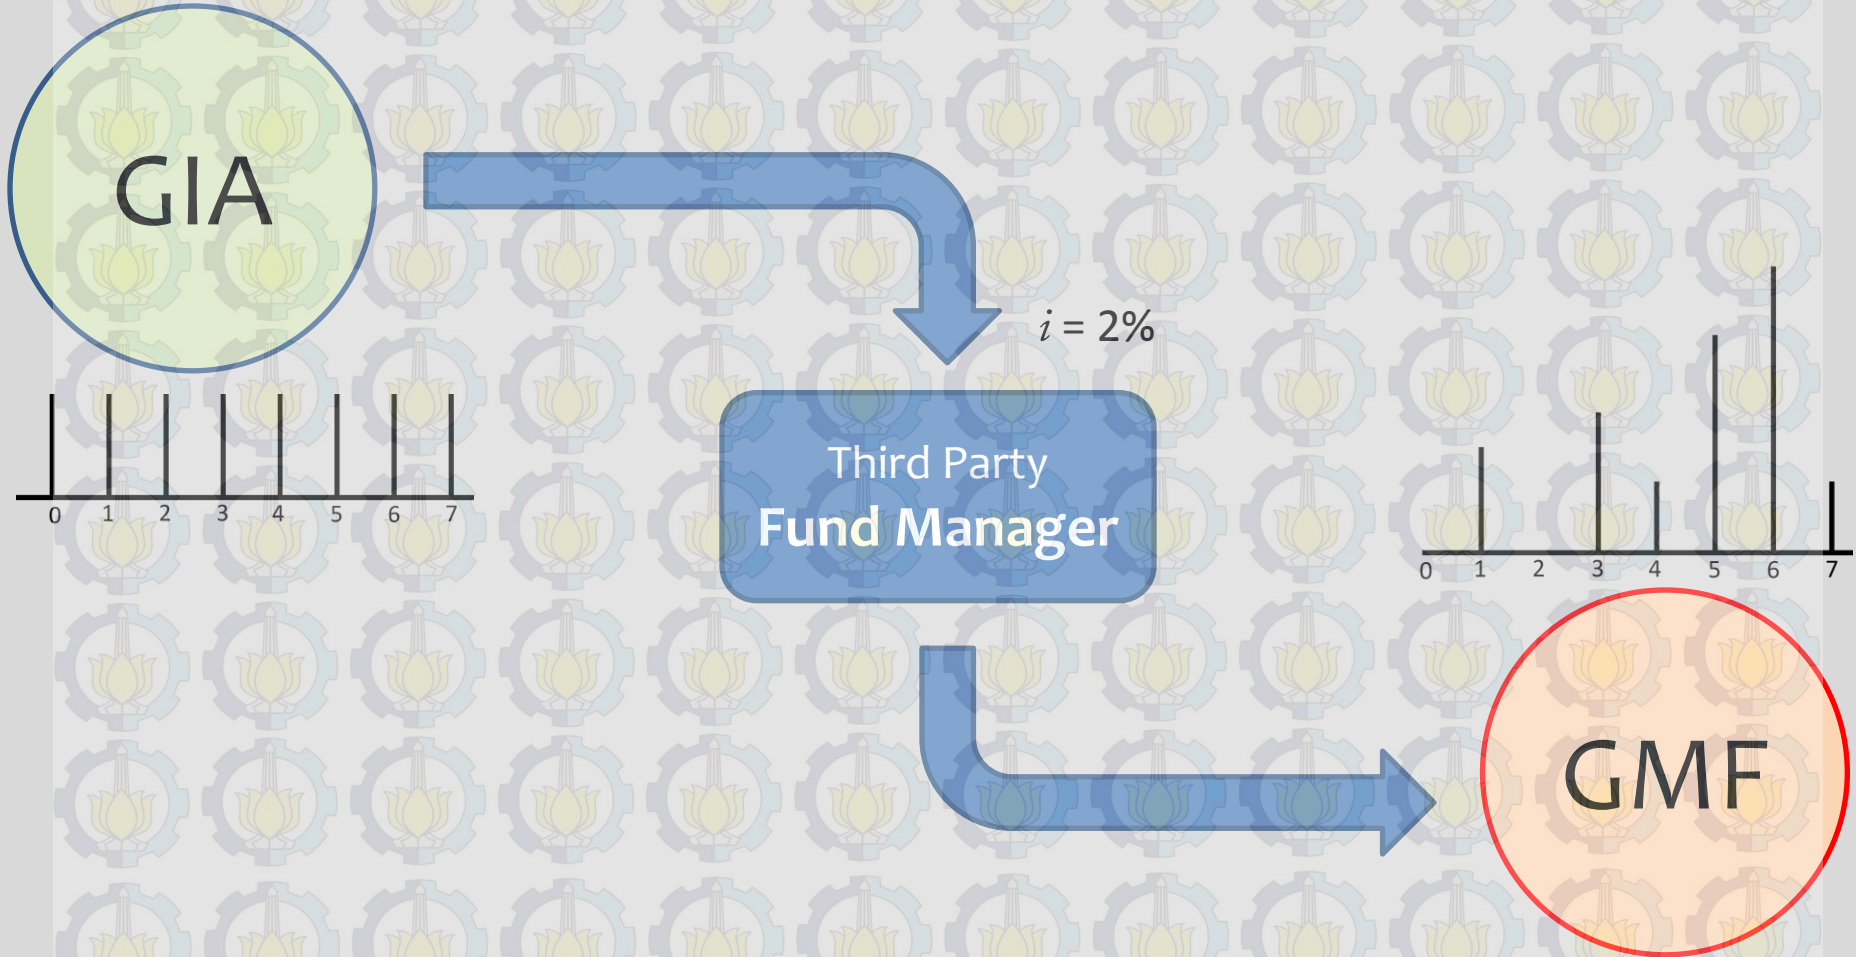 GIA
i = 2%
0 1 2 3 4 5 6 7
Third Party
Fund Manager
0 1 2 3 4 5 6 7
GMF